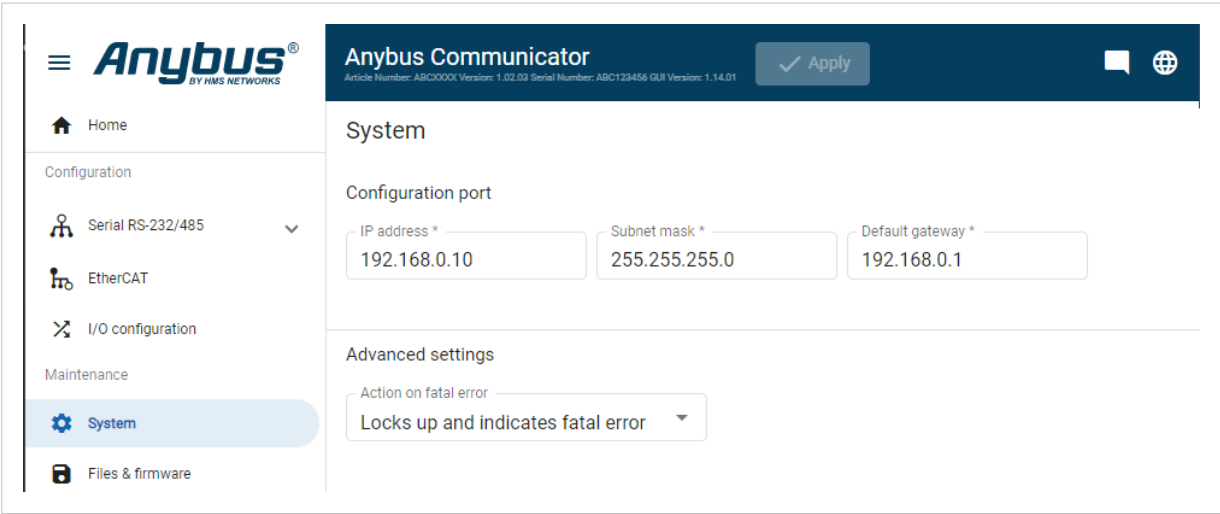 Anybus®
BY HMS NETWORKS
Anybus Communicator
Article Number: ABCXXXX Version: 1.02.03 Serial Number: ABC123456 GUI Version: 1.14.01
Apply
Home
Configuration
Serial RS-232/485
EtherCAT
I/O configuration
Maintenance
System
Files & firmware
System
Configuration port
IP address *
192.168.0.10
Subnet mask *
255.255.255.0
Default gateway *
192.168.0.1
Advanced settings
Action on fatal error
Locks up and indicates fatal error